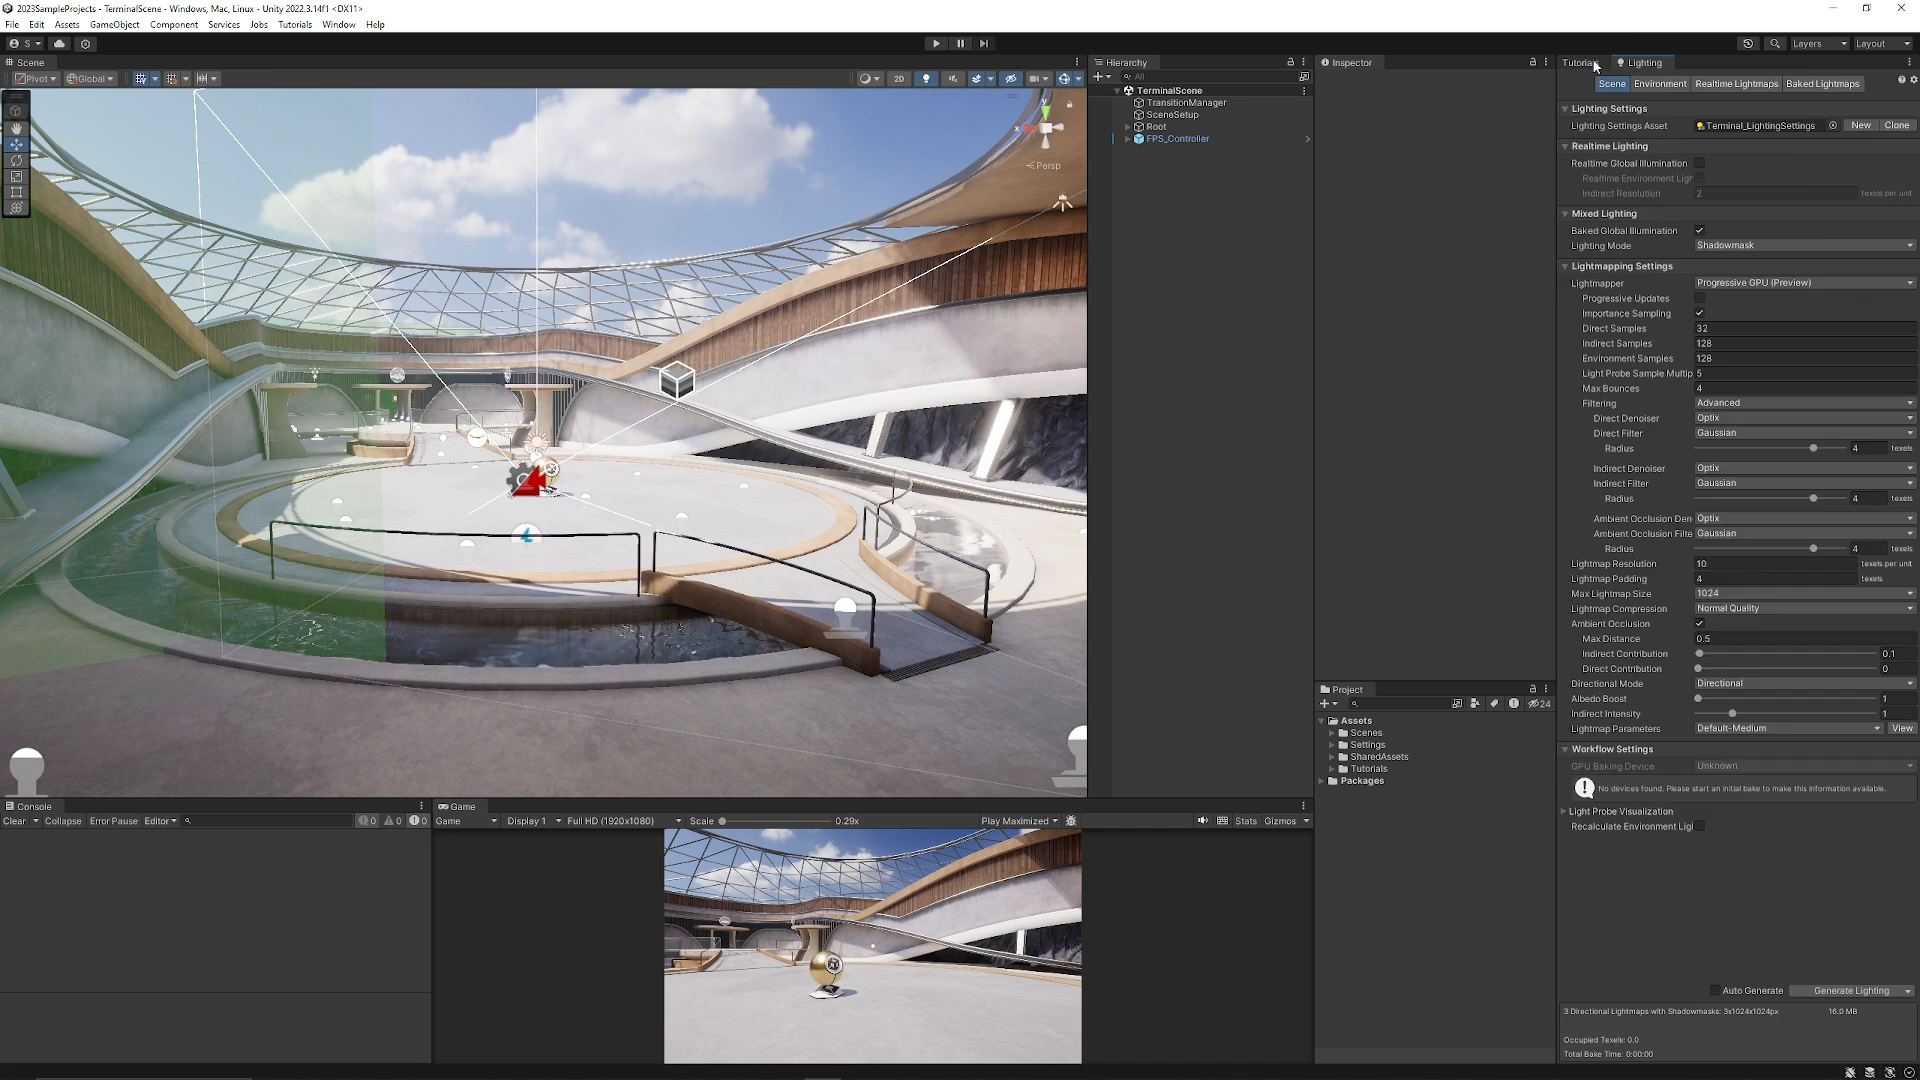 2023SampleProjects - TerminalScene - Windows, Mac, Linux - Unity 2022.3.14f1 <DX11>
File Edit Assets GameObject Component Services Jobs Tutorials Window Help
S Layers Layout
Scene
Pivot Global 2D
Persp
Hierarchy
All
TerminalScene
TransitionManager
SceneSetup
Root
FPS_Controller
Inspector
Project
24
Assets
Scenes
Settings
SharedAssets
Tutorials
Packages
Console
Clear Collapse Error Pause Editor 0 0 0
Game
Game Display 1 Full HD (1920x1080) Scale 0.29x Play Maximized Stats Gizmos
Tutorials Lighting
Scene Environment Realtime Lightmaps Baked Lightmaps
Lighting Settings
Lighting Settings Asset Terminal_LightingSettings New Clone
Realtime Lighting
Realtime Global Illumination
Realtime Environment Ligh
Indirect Resolution 2 texels per unit
Mixed Lighting
Baked Global Illumination
Lighting Mode Shadowmask
Lightmapping Settings
Lightmapper Progressive GPU (Preview)
Progressive Updates
Importance Sampling
Direct Samples 32
Indirect Samples 128
Environment Samples 128
Light Probe Sample Multip 5
Max Bounces 4
Filtering Advanced
Direct Denoiser Optix
Direct Filter Gaussian
Radius 4 texels
Indirect Denoiser Optix
Indirect Filter Gaussian
Radius 4 texels
Ambient Occlusion Den Optix
Ambient Occlusion Filte Gaussian
Radius 4 texels
Lightmap Resolution 10 texels per unit
Lightmap Padding 4 texels
Max Lightmap Size 1024
Lightmap Compression Normal Quality
Ambient Occlusion
Max Distance 0.5
Indirect Contribution 0.1
Direct Contribution 0
Directional Mode Directional
Albedo Boost 1
Indirect Intensity 1
Lightmap Parameters Default-Medium View
Workflow Settings
GPU Baking Device Unknown
No devices found. Please start an initial bake to make this information available.
Light Probe Visualization
Recalculate Environment Ligl
Auto Generate Generate Lighting
3 Directional Lightmaps with Shadowmasks: 3x1024x1024px 16.0 MB
Occupied Texels: 0.0
Total Bake Time: 0:00:00